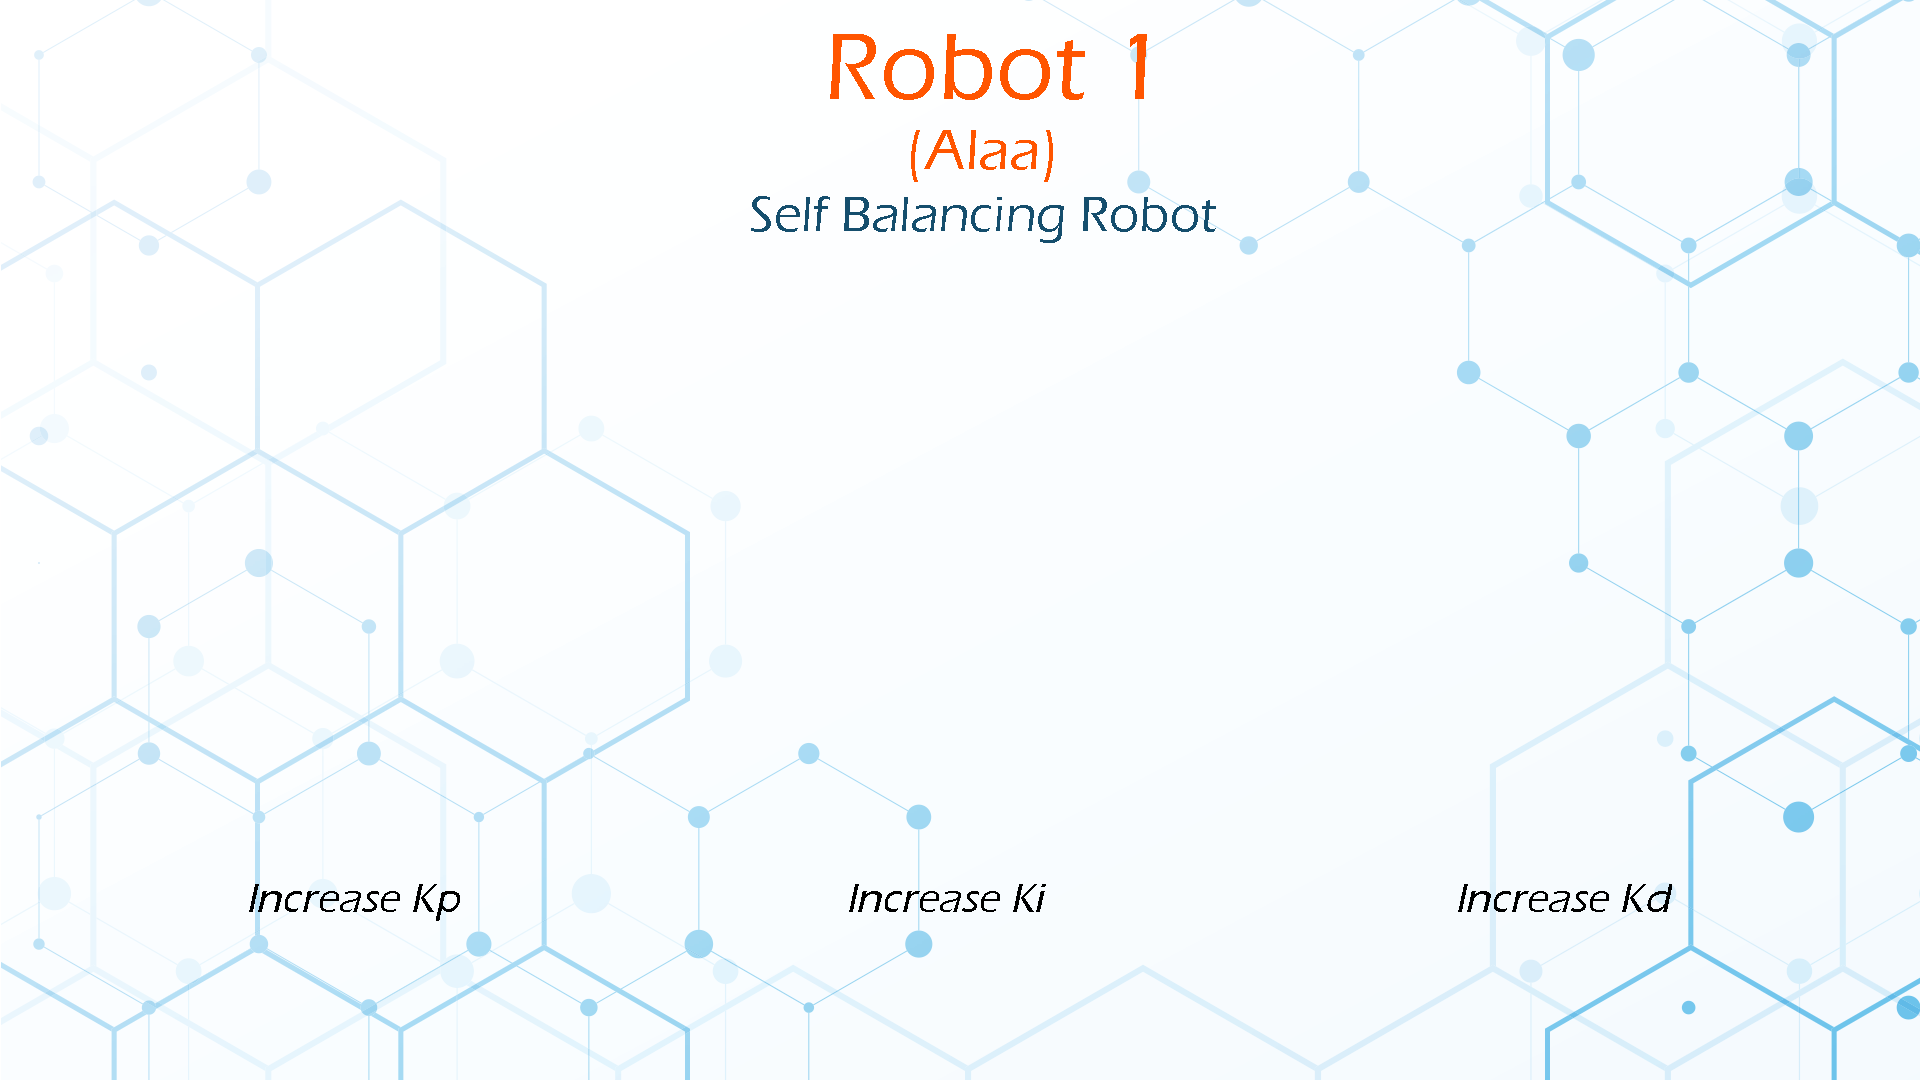 Robot 1
(Alaa)
Self Balancing Robot
Increase Kp
Increase Ki
Increase Kd